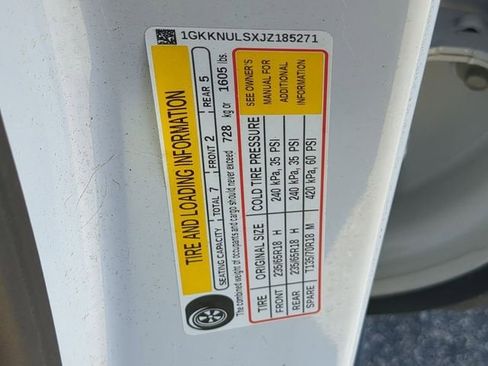 1GKKNULSXJZ185271
TIRE AND LOADING INFORMATION
SEATING CAPACITY TOTAL 7 FRONT 2 REAR 5
The combined weight of occupants and cargo should never exceed 728 kg or 1605 lbs.
TIRE ORIGINAL SIZE COLD TIRE PRESSURE
FRONT 235/65R18 H 240 kPa, 35 PSI
REAR 235/65R18 H 240 kPa, 35 PSI
SPARE T135/70R18 M 420 kPa, 60 PSI
SEE OWNER'S
MANUAL FOR
ADDITIONAL
INFORMATION